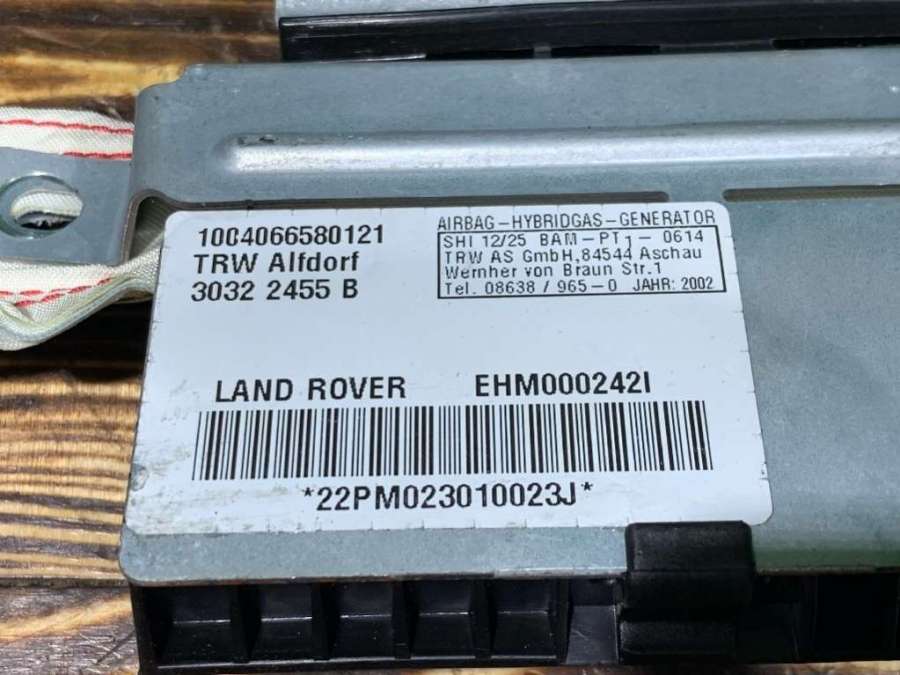 1004066580121
TRW Alfdorf
3032 2455 B
AIRBAG-HYBRIDGAS-GENERATOR
SHI 12/25 BAM-PT1-0614
TRW AS GmbH,84544 Aschau
Wernher von Braun Str.1
Tel. 08638 / 965-0 JAHR: 2002
LAND ROVER EHM000242I
*22PM023010023J*